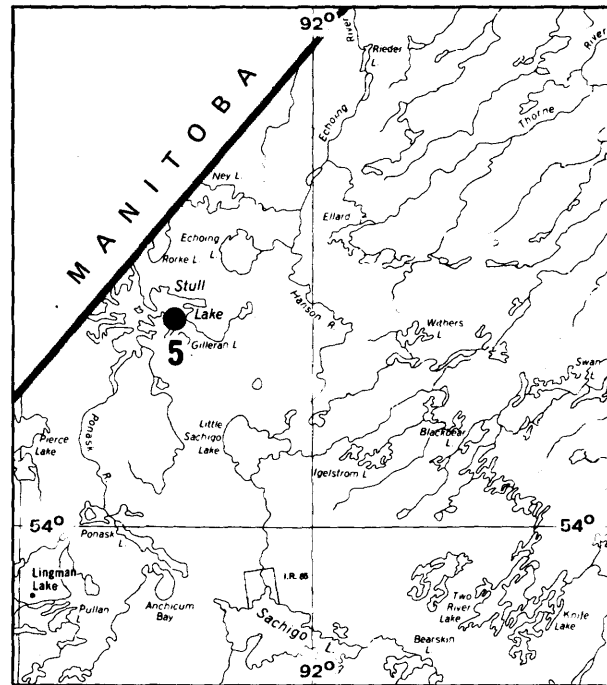 92°
River
Rieder
L.
River
Echoing
Thorne
MANITOBA
Ney L.
Ellard
Echoing
L.
Rorke L.
Stull
Lake
Hanson R.
5
Gilleran L.
Withers
L.
Swan
L.
Ponask
R.
Pierce
Lake
Little
Sachigo
Lake
Blackbear
L.
Igelstrom L.
54°
54°
Ponask
L.
Lingman
Lake
I.R. 86
Pullan
L.
Anchicum
Bay
Sachigo
L.
Two
River
Lake
Knife
Lake
Bearskin
L.
92°